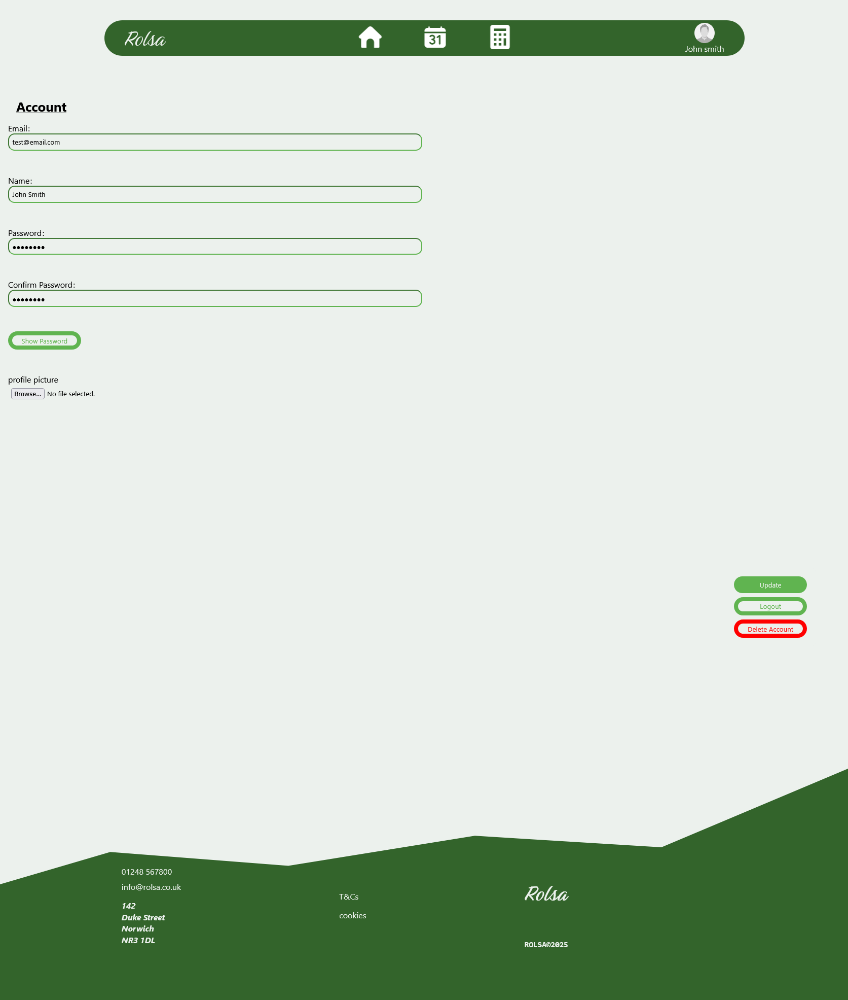 Rolsa
31
John smith
Account
Email:
test@email.com
Name:
John Smith
Password:
••••••••
Confirm Password:
••••••••
Show Password
profile picture
Browse... No file selected.
Update
Logout
Delete Account
01248 567800
info@rolsa.co.uk
142
Duke Street
Norwich
NR3 1DL
T&Cs
cookies
Rolsa
ROLSA©2025